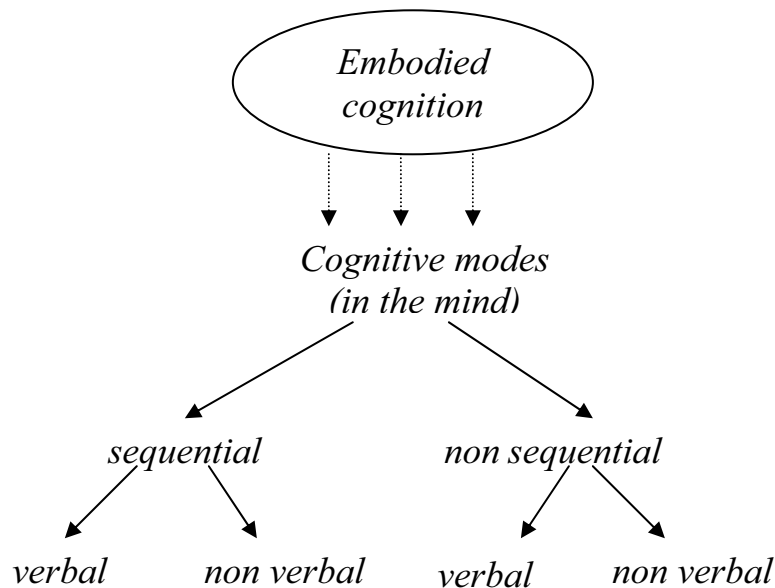 Embodied
cognition
Cognitive modes
(in the mind)
sequential non sequential
verbal non verbal verbal non verbal